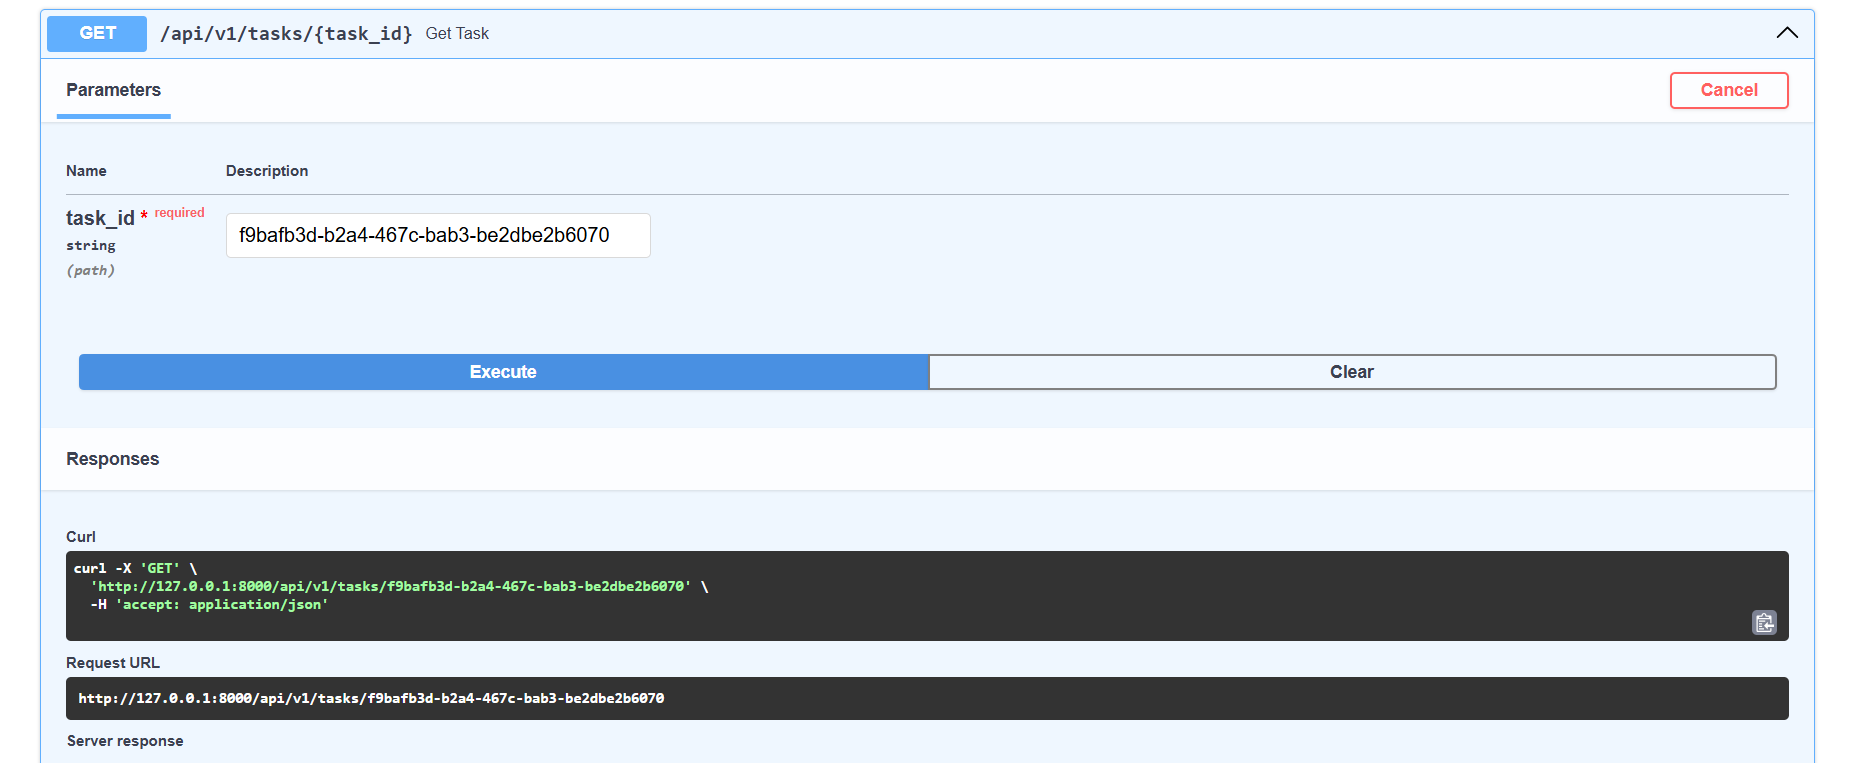 GET /api/v1/tasks/{task_id} Get Task
Parameters
Cancel
Name Description
task_id * required
string
(path)
f9bafb3d-b2a4-467c-bab3-be2dbe2b6070
Execute Clear
Responses
Curl
curl -X 'GET' \
'http://127.0.0.1:8000/api/v1/tasks/f9bafb3d-b2a4-467c-bab3-be2dbe2b6070' \
-H 'accept: application/json'
Request URL
http://127.0.0.1:8000/api/v1/tasks/f9bafb3d-b2a4-467c-bab3-be2dbe2b6070
Server response